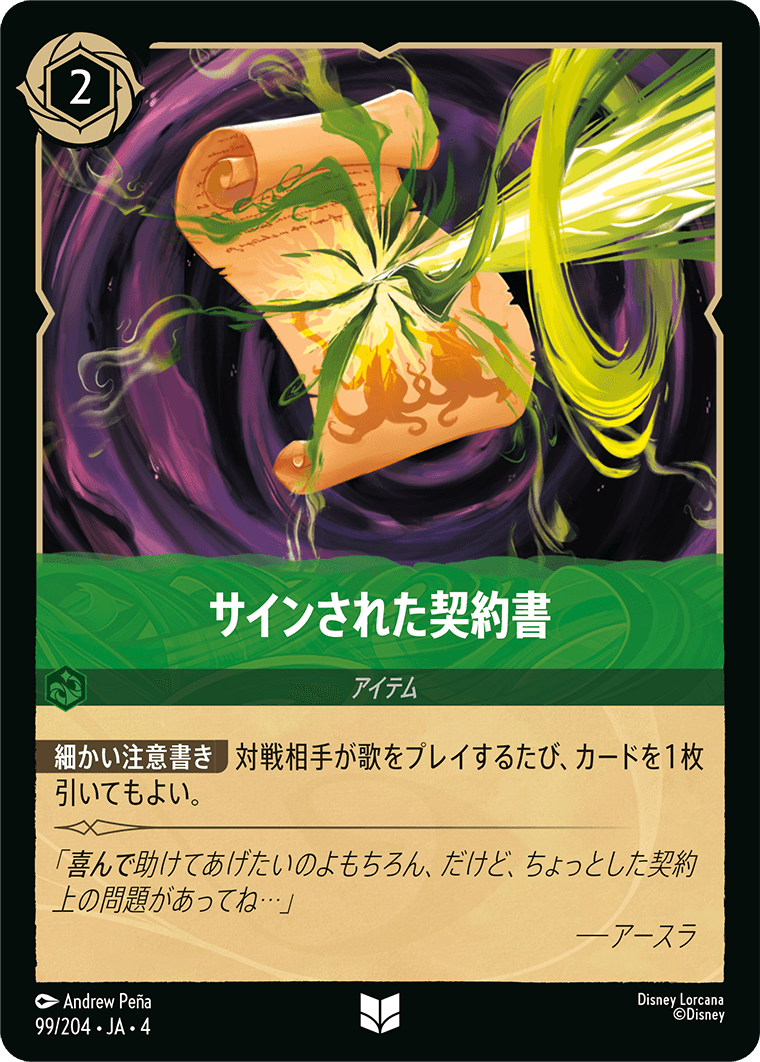 2
サインされた契約書
アイテム
細かい注意書き 対戦相手が歌をプレイするたび、カードを1枚
引いてもよい。
「喜んで助けてあげたいのよもちろん、だけど、ちょっとした契約
上の問題があってね…」
──アースラ
Andrew Peña
99/204 • JA • 4
Disney Lorcana
©Disney